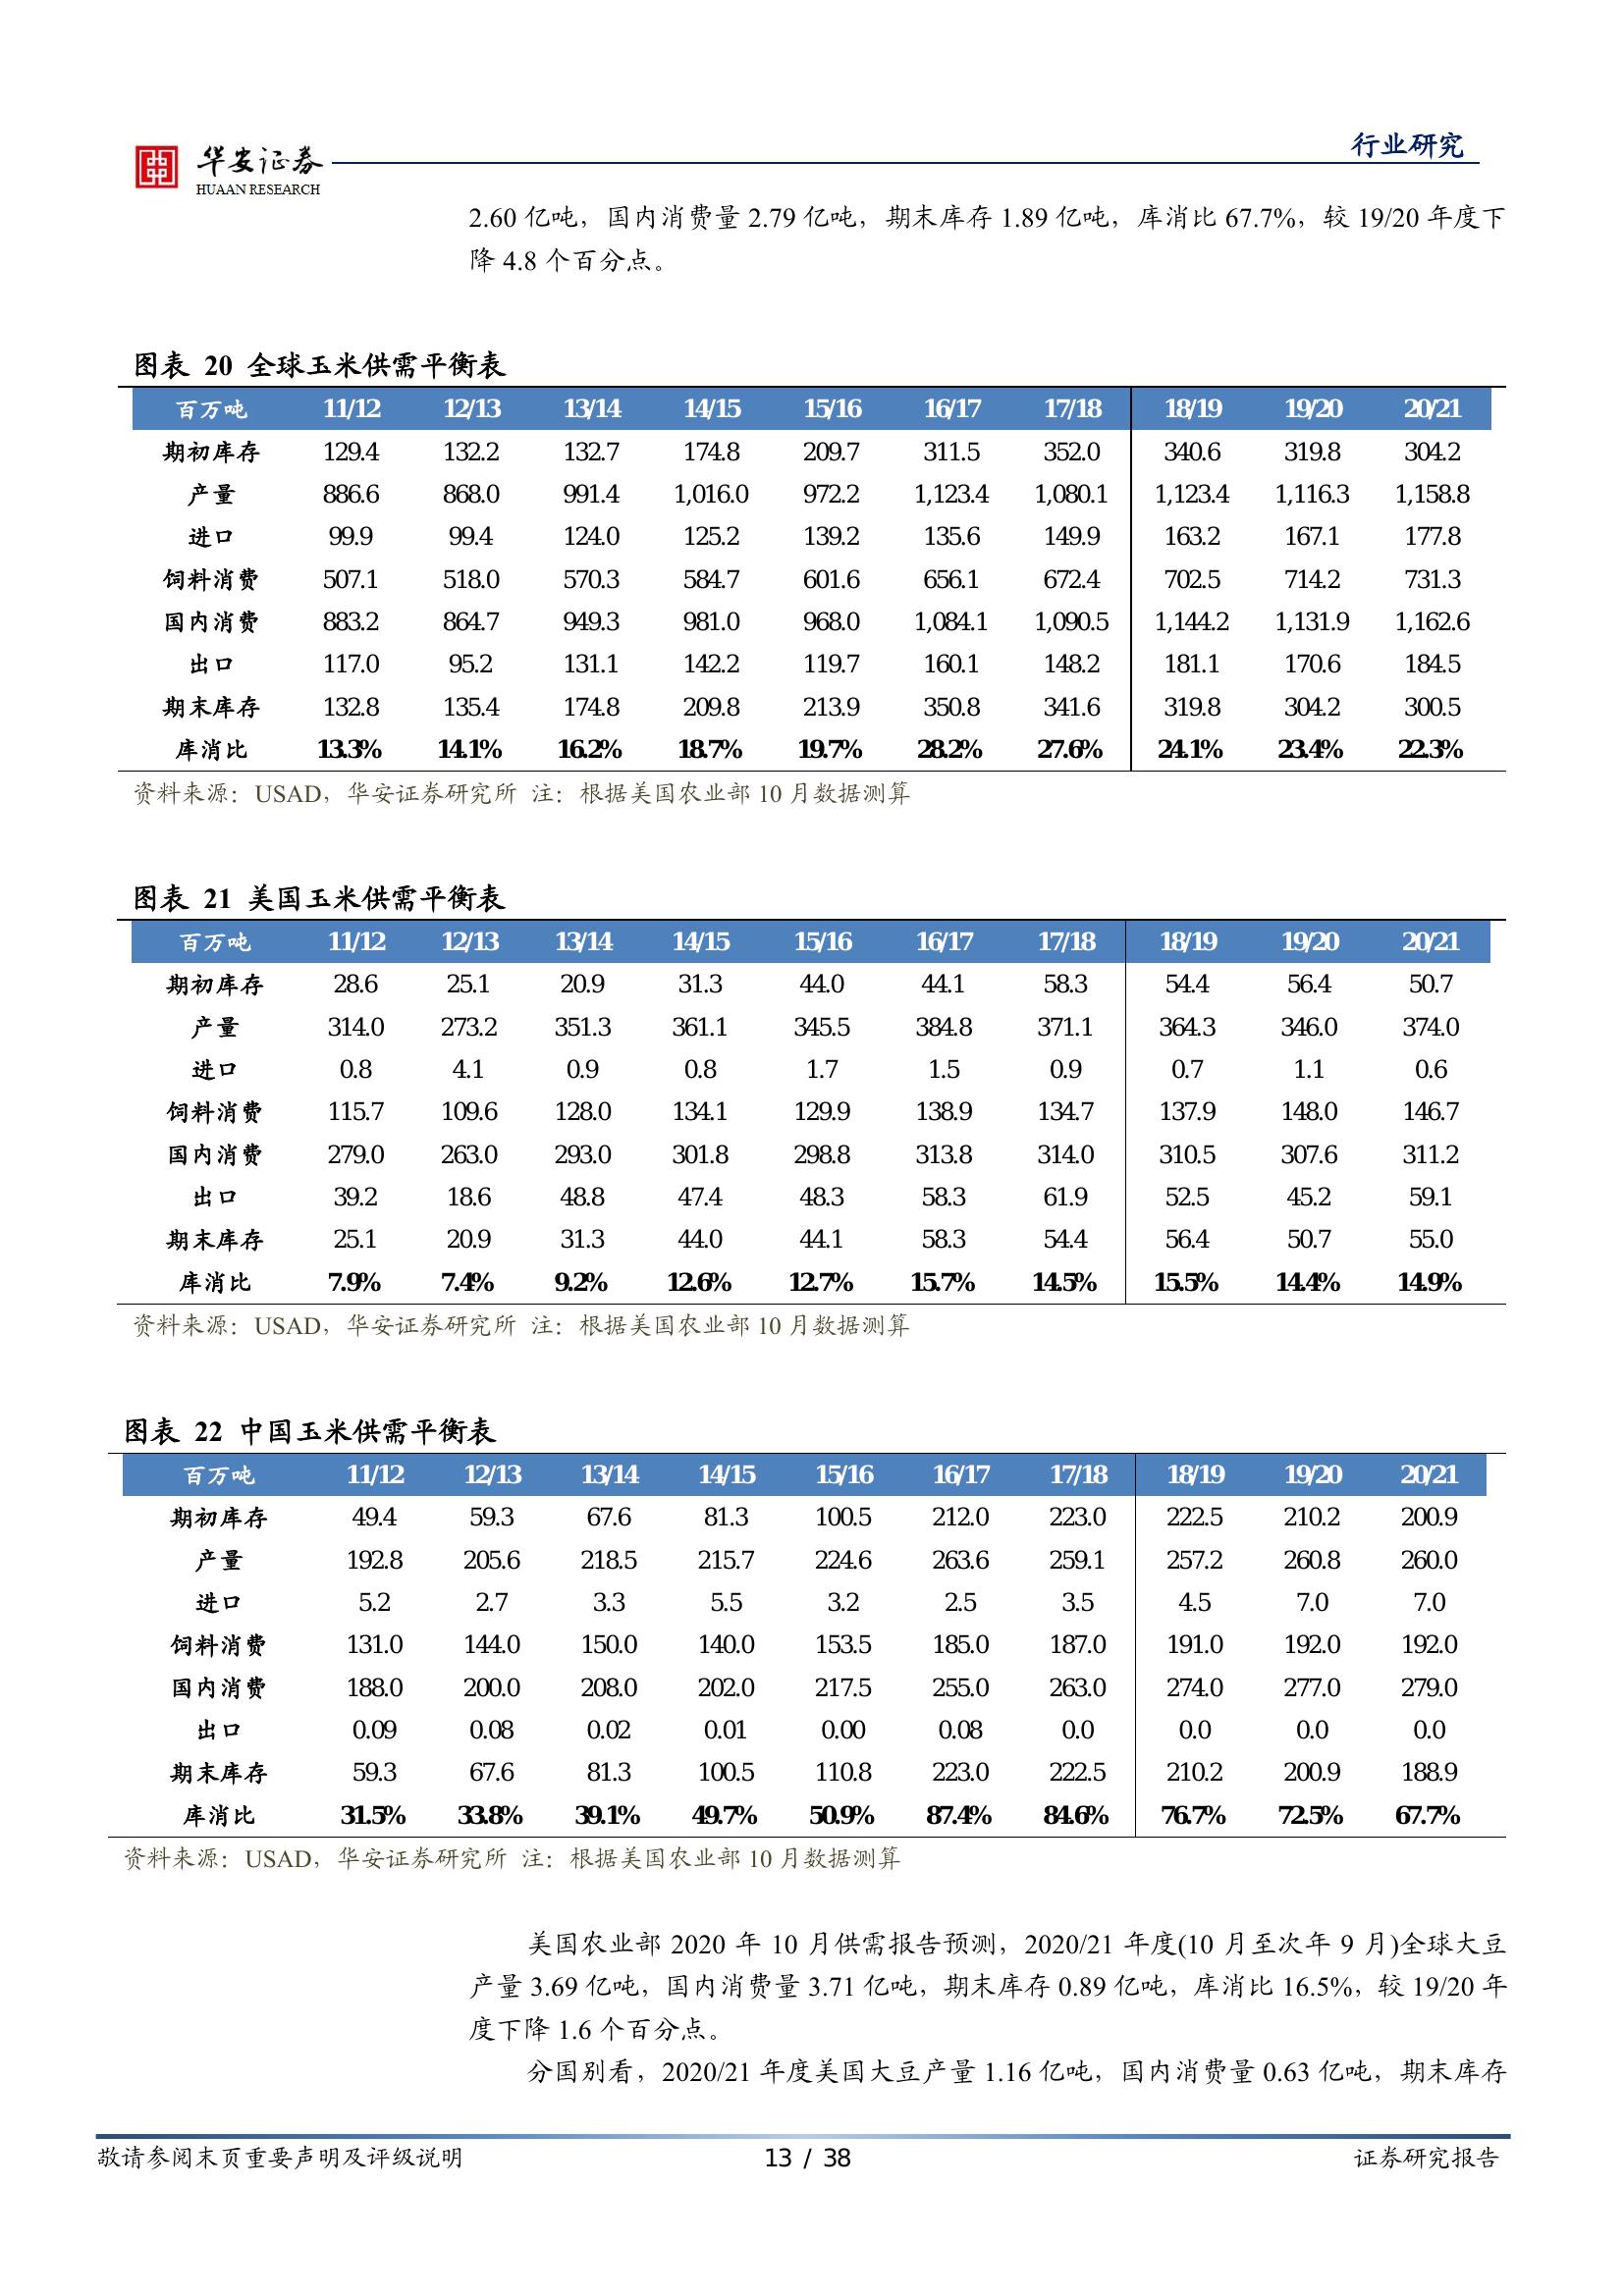 华安证券
HUAAN RESEARCH
行业研究
2.60 亿吨，国内消费量 2.79 亿吨，期末库存 1.89 亿吨，库消比 67.7%，较 19/20 年度下
降 4.8 个百分点。
图表 20 全球玉米供需平衡表
百万吨 11/12 12/13 13/14 14/15 15/16 16/17 17/18 18/19 19/20 20/21
期初库存 129.4 132.2 132.7 174.8 209.7 311.5 352.0 340.6 319.8 304.2
产量 886.6 868.0 991.4 1,016.0 972.2 1,123.4 1,080.1 1,123.4 1,116.3 1,158.8
进口 99.9 99.4 124.0 125.2 139.2 135.6 149.9 163.2 167.1 177.8
饲料消费 507.1 518.0 570.3 584.7 601.6 656.1 672.4 702.5 714.2 731.3
国内消费 883.2 864.7 949.3 981.0 968.0 1,084.1 1,090.5 1,144.2 1,131.9 1,162.6
出口 117.0 95.2 131.1 142.2 119.7 160.1 148.2 181.1 170.6 184.5
期末库存 132.8 135.4 174.8 209.8 213.9 350.8 341.6 319.8 304.2 300.5
库消比 13.3% 14.1% 16.2% 18.7% 19.7% 28.2% 27.6% 24.1% 23.4% 22.3%
资料来源：USAD，华安证券研究所 注：根据美国农业部 10 月数据测算
图表 21 美国玉米供需平衡表
百万吨 11/12 12/13 13/14 14/15 15/16 16/17 17/18 18/19 19/20 20/21
期初库存 28.6 25.1 20.9 31.3 44.0 44.1 58.3 54.4 56.4 50.7
产量 314.0 273.2 351.3 361.1 345.5 384.8 371.1 364.3 346.0 374.0
进口 0.8 4.1 0.9 0.8 1.7 1.5 0.9 0.7 1.1 0.6
饲料消费 115.7 109.6 128.0 134.1 129.9 138.9 134.7 137.9 148.0 146.7
国内消费 279.0 263.0 293.0 301.8 298.8 313.8 314.0 310.5 307.6 311.2
出口 39.2 18.6 48.8 47.4 48.3 58.3 61.9 52.5 45.2 59.1
期末库存 25.1 20.9 31.3 44.0 44.1 58.3 54.4 56.4 50.7 55.0
库消比 7.9% 7.4% 9.2% 12.6% 12.7% 15.7% 14.5% 15.5% 14.4% 14.9%
资料来源：USAD，华安证券研究所 注：根据美国农业部 10 月数据测算
图表 22 中国玉米供需平衡表
百万吨 11/12 12/13 13/14 14/15 15/16 16/17 17/18 18/19 19/20 20/21
期初库存 49.4 59.3 67.6 81.3 100.5 212.0 223.0 222.5 210.2 200.9
产量 192.8 205.6 218.5 215.7 224.6 263.6 259.1 257.2 260.8 260.0
进口 5.2 2.7 3.3 5.5 3.2 2.5 3.5 4.5 7.0 7.0
饲料消费 131.0 144.0 150.0 140.0 153.5 185.0 187.0 191.0 192.0 192.0
国内消费 188.0 200.0 208.0 202.0 217.5 255.0 263.0 274.0 277.0 279.0
出口 0.09 0.08 0.02 0.01 0.00 0.08 0.0 0.0 0.0 0.0
期末库存 59.3 67.6 81.3 100.5 110.8 223.0 222.5 210.2 200.9 188.9
库消比 31.5% 33.8% 39.1% 49.7% 50.9% 87.4% 84.6% 76.7% 72.5% 67.7%
资料来源：USAD，华安证券研究所 注：根据美国农业部 10 月数据测算
美国农业部 2020 年 10 月供需报告预测，2020/21 年度(10 月至次年 9 月)全球大豆
产量 3.69 亿吨，国内消费量 3.71 亿吨，期末库存 0.89 亿吨，库消比 16.5%，较 19/20 年
度下降 1.6 个百分点。
分国别看，2020/21 年度美国大豆产量 1.16 亿吨，国内消费量 0.63 亿吨，期末库存
敬请参阅末页重要声明及评级说明 13 / 38 证券研究报告